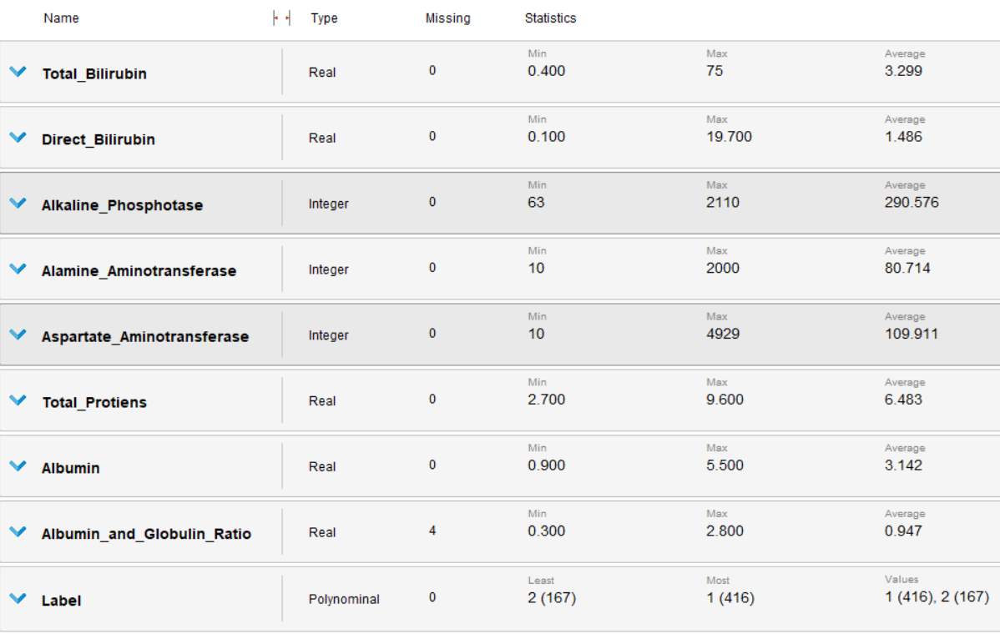 Name Type Missing Statistics
Min Max Average
Total_Bilirubin Real 0 0.400 75 3.299
Min Max Average
Direct_Bilirubin Real 0 0.100 19.700 1.486
Min Max Average
Alkaline_Phosphotase Integer 0 63 2110 290.576
Min Max Average
Alamine_Aminotransferase Integer 0 10 2000 80.714
Min Max Average
Aspartate_Aminotransferase Integer 0 10 4929 109.911
Min Max Average
Total_Protiens Real 0 2.700 9.600 6.483
Min Max Average
Albumin Real 0 0.900 5.500 3.142
Min Max Average
Albumin_and_Globulin_Ratio Real 4 0.300 2.800 0.947
Least Most Values
Label Polynominal 0 2 (167) 1 (416) 1 (416), 2 (167)